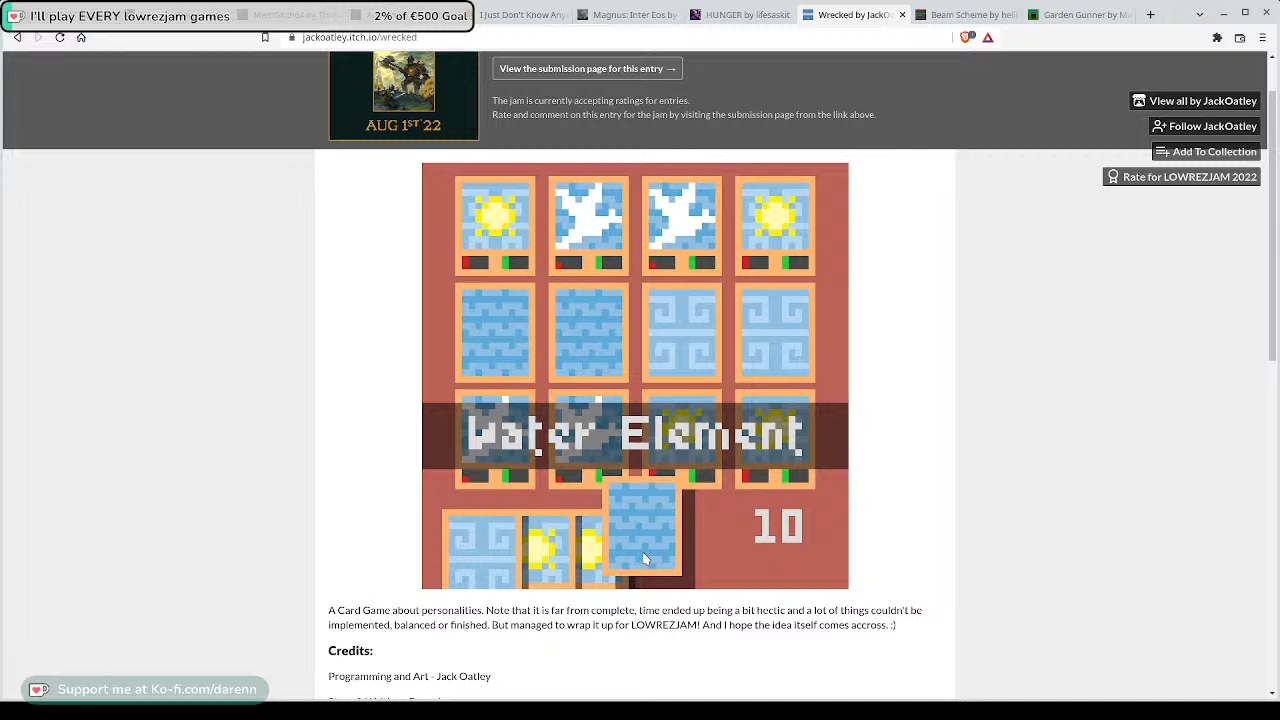 I'll play EVERY lowrezjam games
2% of €500 Goal
I Just Don't Know Any
Magnus: Inter Eos by
HUNGER by lifesaskit
Wrecked by JackOa
Beam Scheme by helli
Garden Gunner by Ma
jackoatley.itch.io/wrecked
View the submission page for this entry →
The jam is currently accepting ratings for entries.
Rate and comment on this entry for the jam by visiting the submission page from the link above.
AUG 1ST '22
View all by JackOatley
Follow JackOatley
Add To Collection
Rate for LOWREZJAM 2022
Water Element
10
A Card Game about personalities. Note that it is far from complete, time ended up being a bit hectic and a lot of things couldn't be
implemented, balanced or finished. But managed to wrap it up for LOWREZJAM! And I hope the idea itself comes accross. :)
Credits:
Programming and Art - Jack Oatley
Support me at Ko-fi.com/darenn